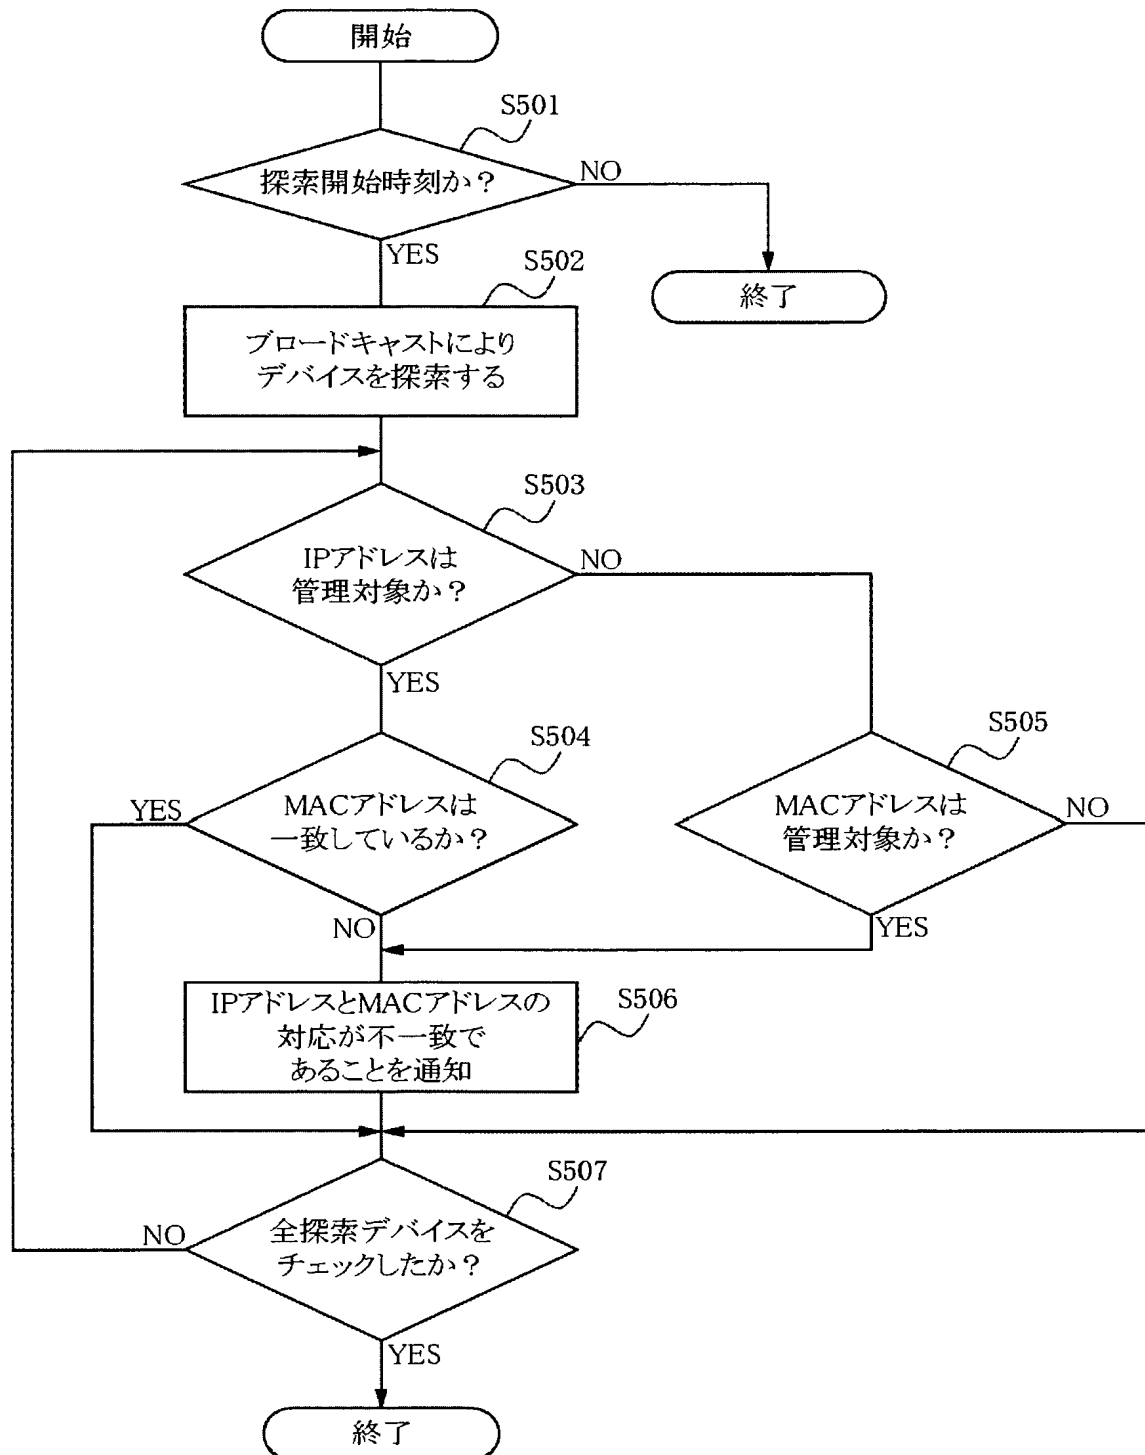 開始
S501
探索開始時刻か？
NO
YES
終了
S502
ブロードキャストにより
デバイスを探索する
S503
IPアドレスは
管理対象か？
NO
YES
S504
MACアドレスは
一致しているか？
YES
NO
S505
MACアドレスは
管理対象か？
NO
YES
S506
IPアドレスとMACアドレスの
対応が不一致で
あることを通知
S507
全探索デバイスを
チェックしたか？
NO
YES
終了